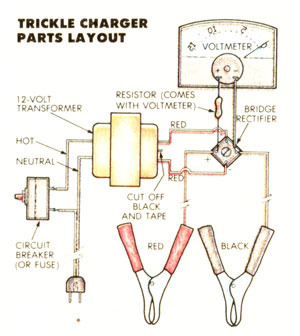 TRICKLE CHARGER
PARTS LAYOUT
VOLTMETER
RESISTOR (COMES
WITH VOLTMETER)
12-VOLT
TRANSFORMER
BRIDGE
RECTIFIER
RED
HOT
NEUTRAL
+
-
RED
CUT OFF
BLACK
AND TAPE
CIRCUIT
BREAKER
(OR FUSE)
RED
BLACK